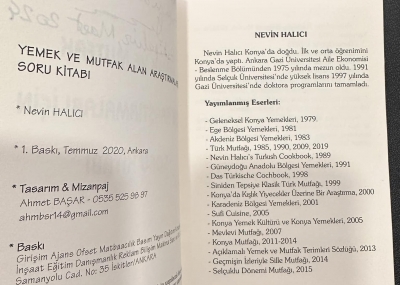 YEMEK VE MUTFAK ALAN ARAŞTIRMALARI
SORU KİTABI
* Nevin HALICI
* 1. Baskı, Temmuz 2020, Ankara
* Tasarım & Mizanpaj
Ahmet BAŞAR - 0535 525 96 97
ahmbsr14@gmail.com
* Baskı
Girişim Ajans Ofset Matbaacılık Basım Yayın
İnşaat Eğitim Danışmanlık Reklam Bilişim
Samanyolu Cad. No: 35 İskitler/ANKARA
NEVİN HALICI
Nevin Halıcı Konya'da doğdu. İlk ve orta öğrenimini
Konya'da yaptı. Ankara Gazi Üniversitesi Aile Ekonomisi
- Beslenme Bölümünden 1975 yılında mezun oldu. 1991
yılında Selçuk Üniversitesi'nde yüksek lisans 1997 yılında
Gazi Üniversitesi'nde doktora programlarını tamamladı.
Yayımlanmış Eserleri:
- Geleneksel Konya Yemekleri, 1979.
- Ege Bölgesi Yemekleri, 1981
- Akdeniz Bölgesi Yemekleri, 1983
- Türk Mutfağı, 1985, 1990, 2009, 2019
- Nevin Halıcı's Turkish Cookbook, 1989
- Güneydoğu Anadolu Bölgesi Yemekleri, 1991
- Das Türkische Cochbook, 1998
- Siniden Tepsiye Klasik Türk Mutfağı, 1999
- Konya'da Kışlık Yiyecekler Üzerine Bir Araştırma, 2000
- Karadeniz Bölgesi Yemekleri, 2001
- Sufi Cuisine, 2005
- Konya Yemek Kültürü ve Konya Yemekleri, 2005
- Mevlevi Mutfağı, 2007
- Konya Mutfağı, 2011-2014
- Açıklamalı Yemek ve Mutfak Terimleri Sözlüğü, 2013
- Geçmişin İzleriyle Sille Mutfağı, 2014
- Selçuklu Dönemi Mutfağı, 2015